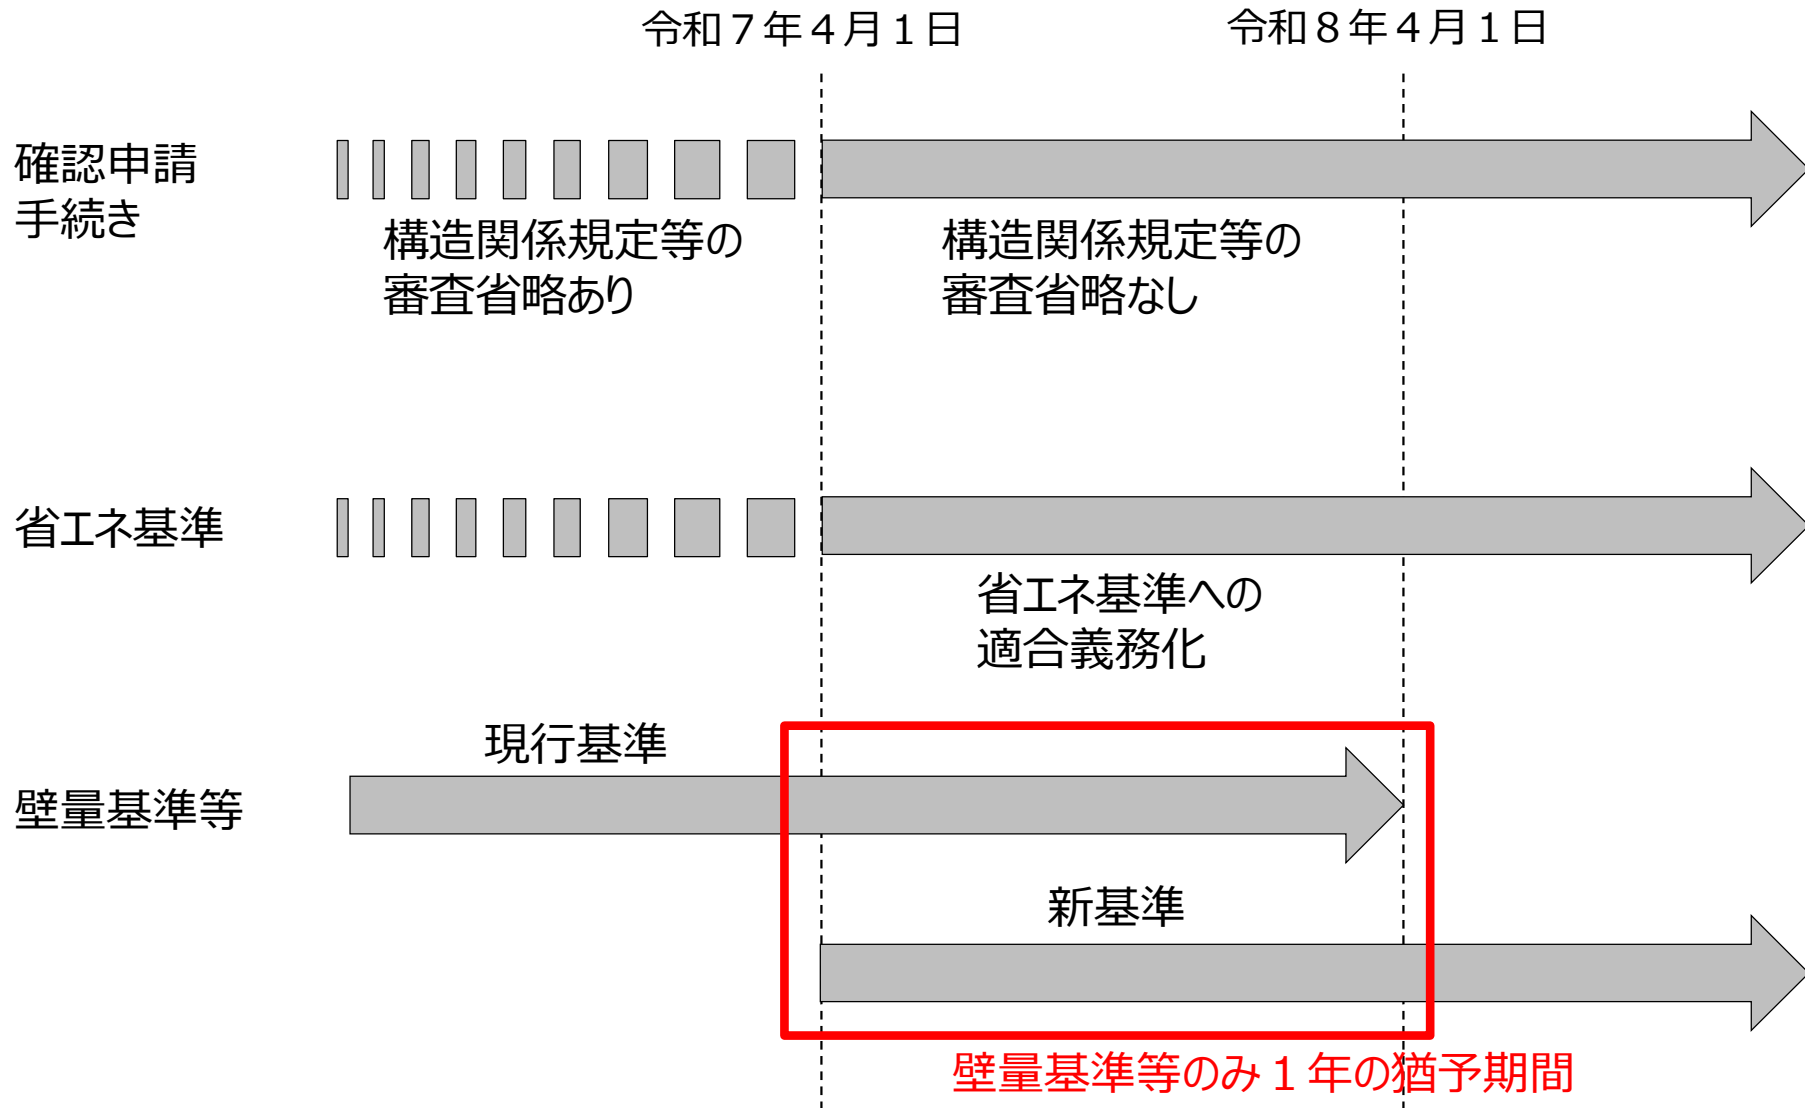 令和７年４月１日
令和８年４月１日
確認申請
手続き
構造関係規定等の
審査省略あり
構造関係規定等の
審査省略なし
省エネ基準
省エネ基準への
適合義務化
現行基準
壁量基準等
新基準
壁量基準等のみ１年の猶予期間